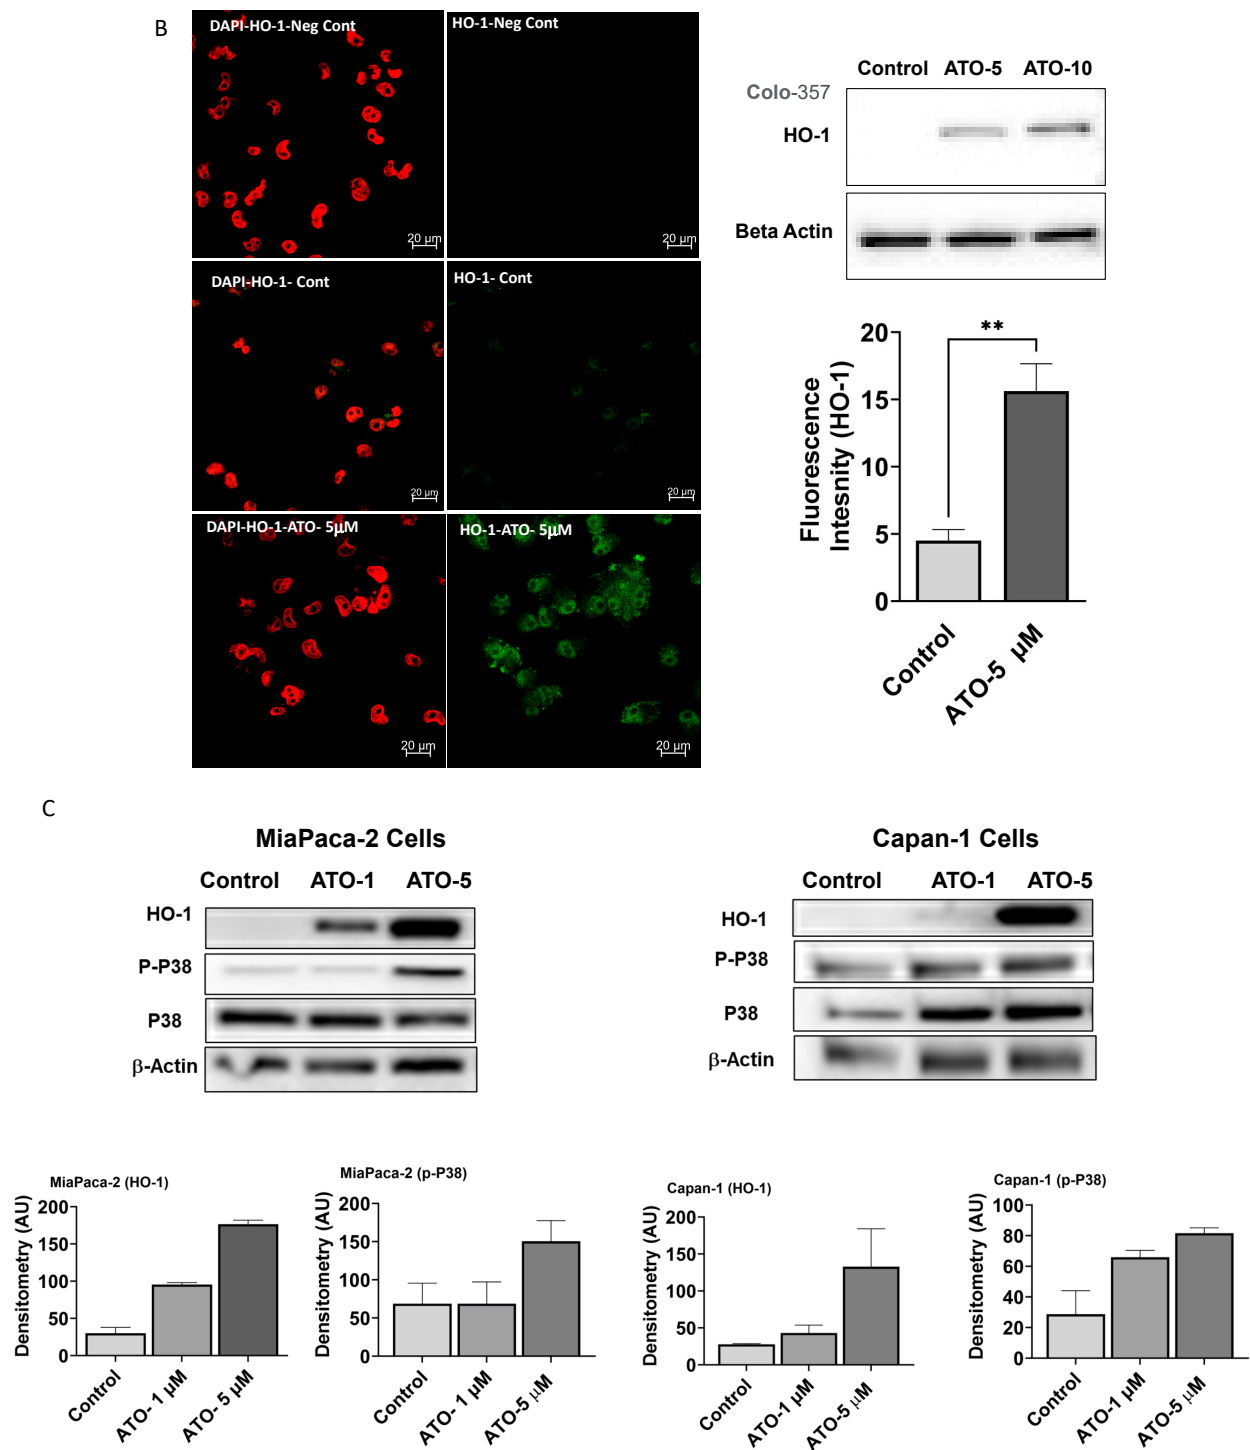 B
DAPI-HO-1-Neg Cont
HO-1-Neg Cont
20 µm
20 µm
DAPI-HO-1- Cont
HO-1- Cont
20 µm
20 µm
DAPI-HO-1-ATO- 5µM
HO-1-ATO- 5µM
20 µm
20 µm
Control ATO-5 ATO-10
Colo-357
HO-1
Beta Actin
**
Fluorescence
Intesnity (HO-1)
20
15
10
5
0
Control
ATO-5 µM
C
MiaPaca-2 Cells
Control ATO-1 ATO-5
HO-1
P-P38
P38
β-Actin
Capan-1 Cells
Control ATO-1 ATO-5
HO-1
P-P38
P38
β-Actin
MiaPaca-2 (HO-1)
Densitometry (AU)
200
150
100
50
0
Control
ATO- 1 µM
ATO- 5 µM
MiaPaca-2 (p-P38)
Densitometry (AU)
200
150
100
50
0
Control
ATO- 1 µM
ATO-5 µM
Capan-1 (HO-1)
Densitometry (AU)
200
150
100
50
0
Control
ATO-1 µM
ATO-5 µM
Capan-1 (p-P38)
Densitometry (AU)
100
80
60
40
20
0
Control
ATO-1 µM
ATO-5 µM